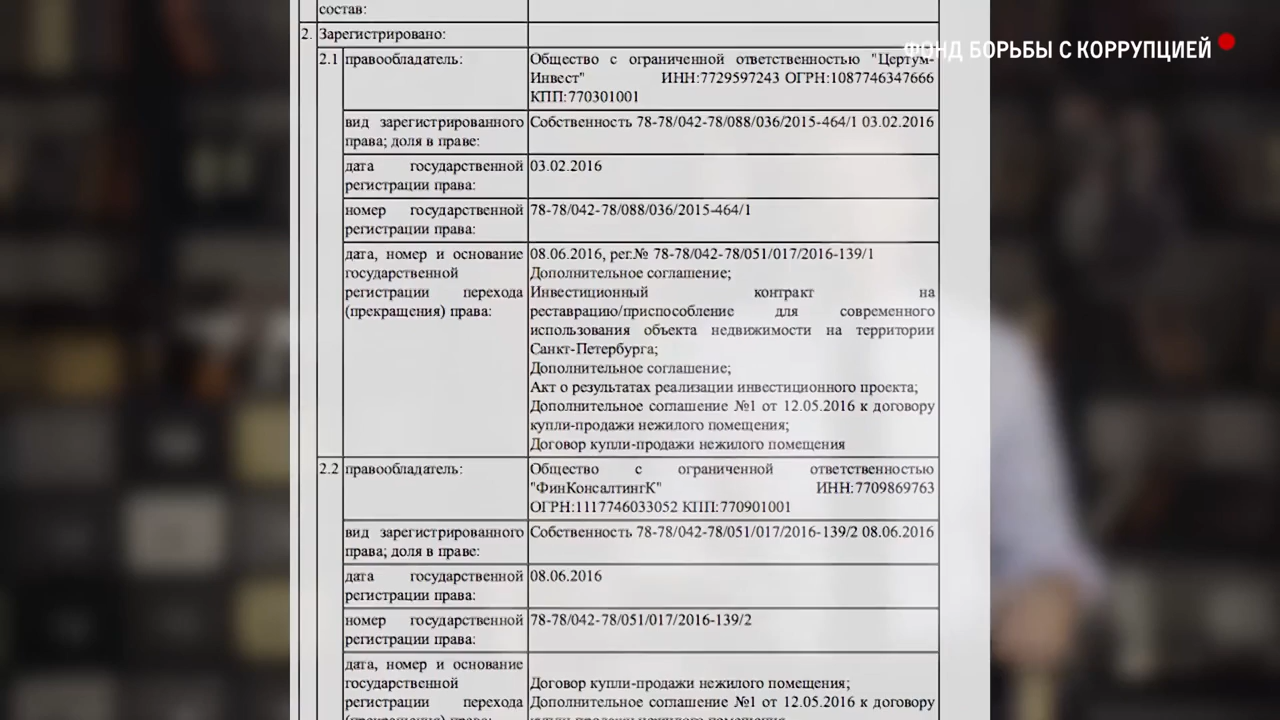 состав:
2. Зарегистрировано:
ФОНД БОРЬБЫ С КОРРУПЦИЕЙ
2.1 правообладатель: Общество с ограниченной ответственностью "Цертум-
Инвест" ИНН:7729597243 ОГРН:1087746347666
КПП:770301001
вид зарегистрированного Собственность 78-78/042-78/088/036/2015-464/1 03.02.2016
права; доля в праве:
дата государственной 03.02.2016
регистрации права:
номер государственной 78-78/042-78/088/036/2015-464/1
регистрации права:
дата, номер и основание 08.06.2016, рег.№ 78-78/042-78/051/017/2016-139/1
государственной Дополнительное соглашение;
регистрации перехода Инвестиционный контракт на
(прекращения) права: реставрацию/приспособление для современного
использования объекта недвижимости на территории
Санкт-Петербурга;
Дополнительное соглашение;
Акт о результатах реализации инвестиционного проекта;
Дополнительное соглашение №1 от 12.05.2016 к договору
купли-продажи нежилого помещения;
Договор купли-продажи нежилого помещения
2.2 правообладатель: Общество с ограниченной ответственностью
"ФинКонсалтингК" ИНН:7709869763
ОГРН:1117746033052 КПП:770901001
вид зарегистрированного Собственность 78-78/042-78/051/017/2016-139/2 08.06.2016
права; доля в праве:
дата государственной 08.06.2016
регистрации права:
номер государственной 78-78/042-78/051/017/2016-139/2
регистрации права:
дата, номер и основание
государственной Договор купли-продажи нежилого помещения;
регистрации перехода Дополнительное соглашение №1 от 12.05.2016 к договору
(прекращения) права: купли-продажи нежилого помещения